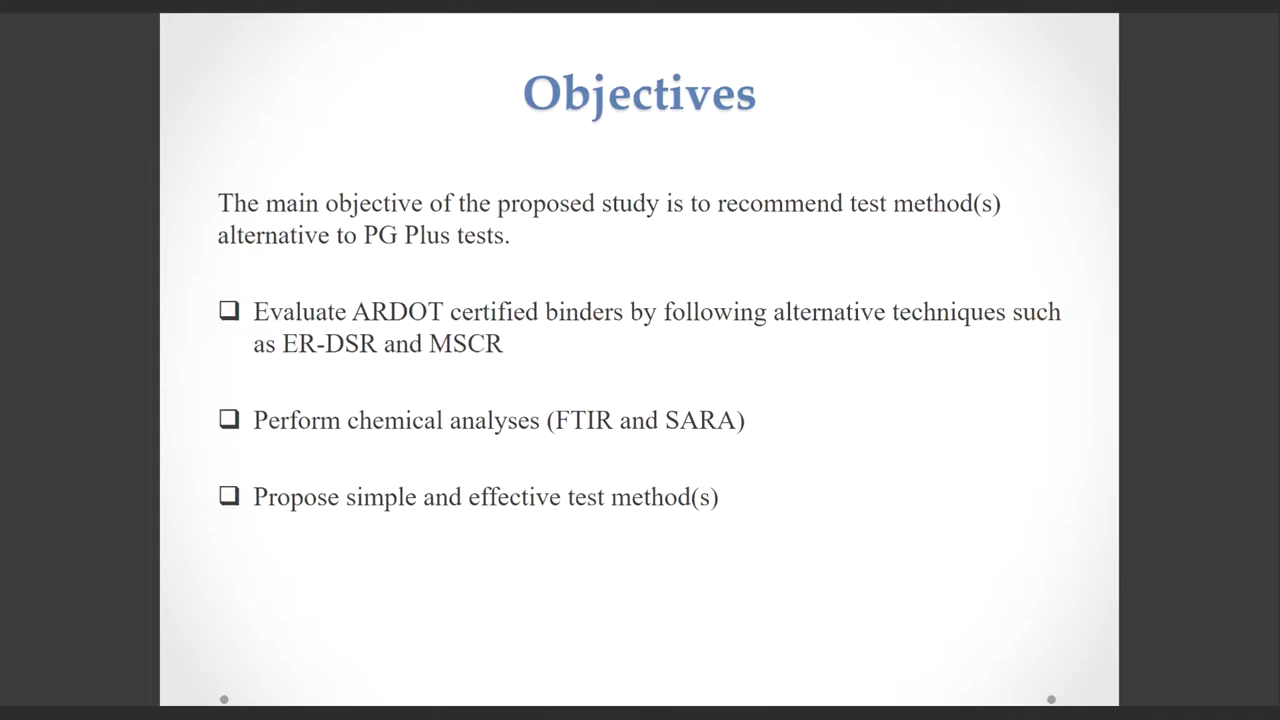 Objectives
The main objective of the proposed study is to recommend test method(s)
alternative to PG Plus tests.
Evaluate ARDOT certified binders by following alternative techniques such
as ER-DSR and MSCR
Perform chemical analyses (FTIR and SARA)
Propose simple and effective test method(s)